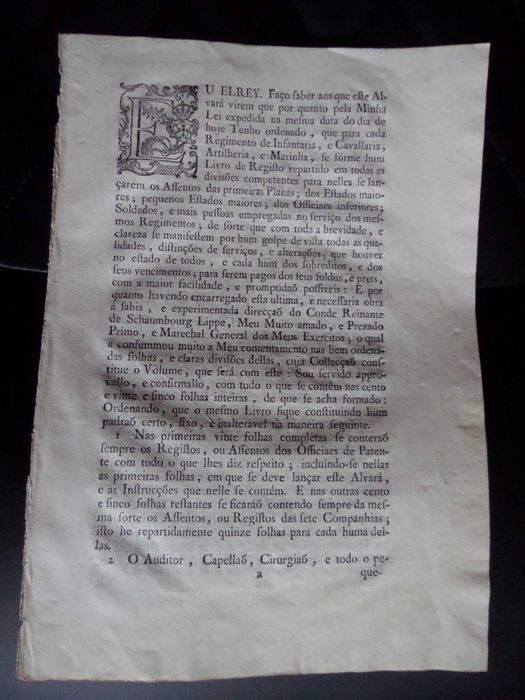 EU ELREY. Faço saber aos que este Al-
vará virem que por quanto pela Minha
Lei expedida na mesma data do dia de
hoje Tenho ordenado, que para cada
Regimento de Infantaria, e Cavallaria,
Artilheria, e Marinha, se fórme hum
Livro de Registo repartido em todas as
divisões competentes para nelles se lan-
çarem os Assentos das primeiras Planas; dos Estados maio-
res; pequenos Estados maiores; dos Officiaes inferiores;
Soldados, e mais pessoas empregadas no serviço dos mes-
mos Regimentos; de sórte que com toda a brevidade, e
clareza se manifestem por hum golpe de vista todas as qua-
lidades, distinções de serviços, e alterações, que houver
no estado de todos, e cada hum dos sobreditos, e dos
seus vencimentos; para serem pagos dos seus soldos, e prets,
com a maior facilidade, e promptidaõ possiveis: E por
quanto havendo encarregado esta ultima, e necessaria obra
á sabia, e experimentada direcçaõ do Conde Reinante
de Schaumbourg Lippe, Meu Muito amado, e Prezado
Primo, e Marechal General dos Meus Exercitos; o qual
a consummou muito a Meu contentamento nas bem ordena-
das folhas, e claras divisões dellas, cuja Collecçaõ cons-
titue o Volume, que será com este: Sou servido appro-
vallo, e confirmallo, com tudo o que se contém nas cento
e vinte e sinco folhas inteiras, de que se acha formado:
Ordenando, que o mesmo Livro fique constituindo hum
padraõ certo, fixo, e inalteravel na maneira seguinte.
1 Nas primeiras vinte folhas completas se conteraõ
sempre os Registos, ou Assentos dos Officiaes de Paten-
te com tudo o que lhes diz respeito; incluindo-se nellas
as primeiras folhas, em que se deve lançar este Alvará,
e as Instrucções que nelle se contém. E nas outras cento
e sinco folhas restantes se ficaráõ contendo sempre da mes-
ma sorte os Assentos, ou Registos das sete Companhias;
isto he repartidamente quinze folhas para cada huma del-
las.
2 O Auditor, Capellaõ, Cirurgiaõ, e todo o pe-
a que-